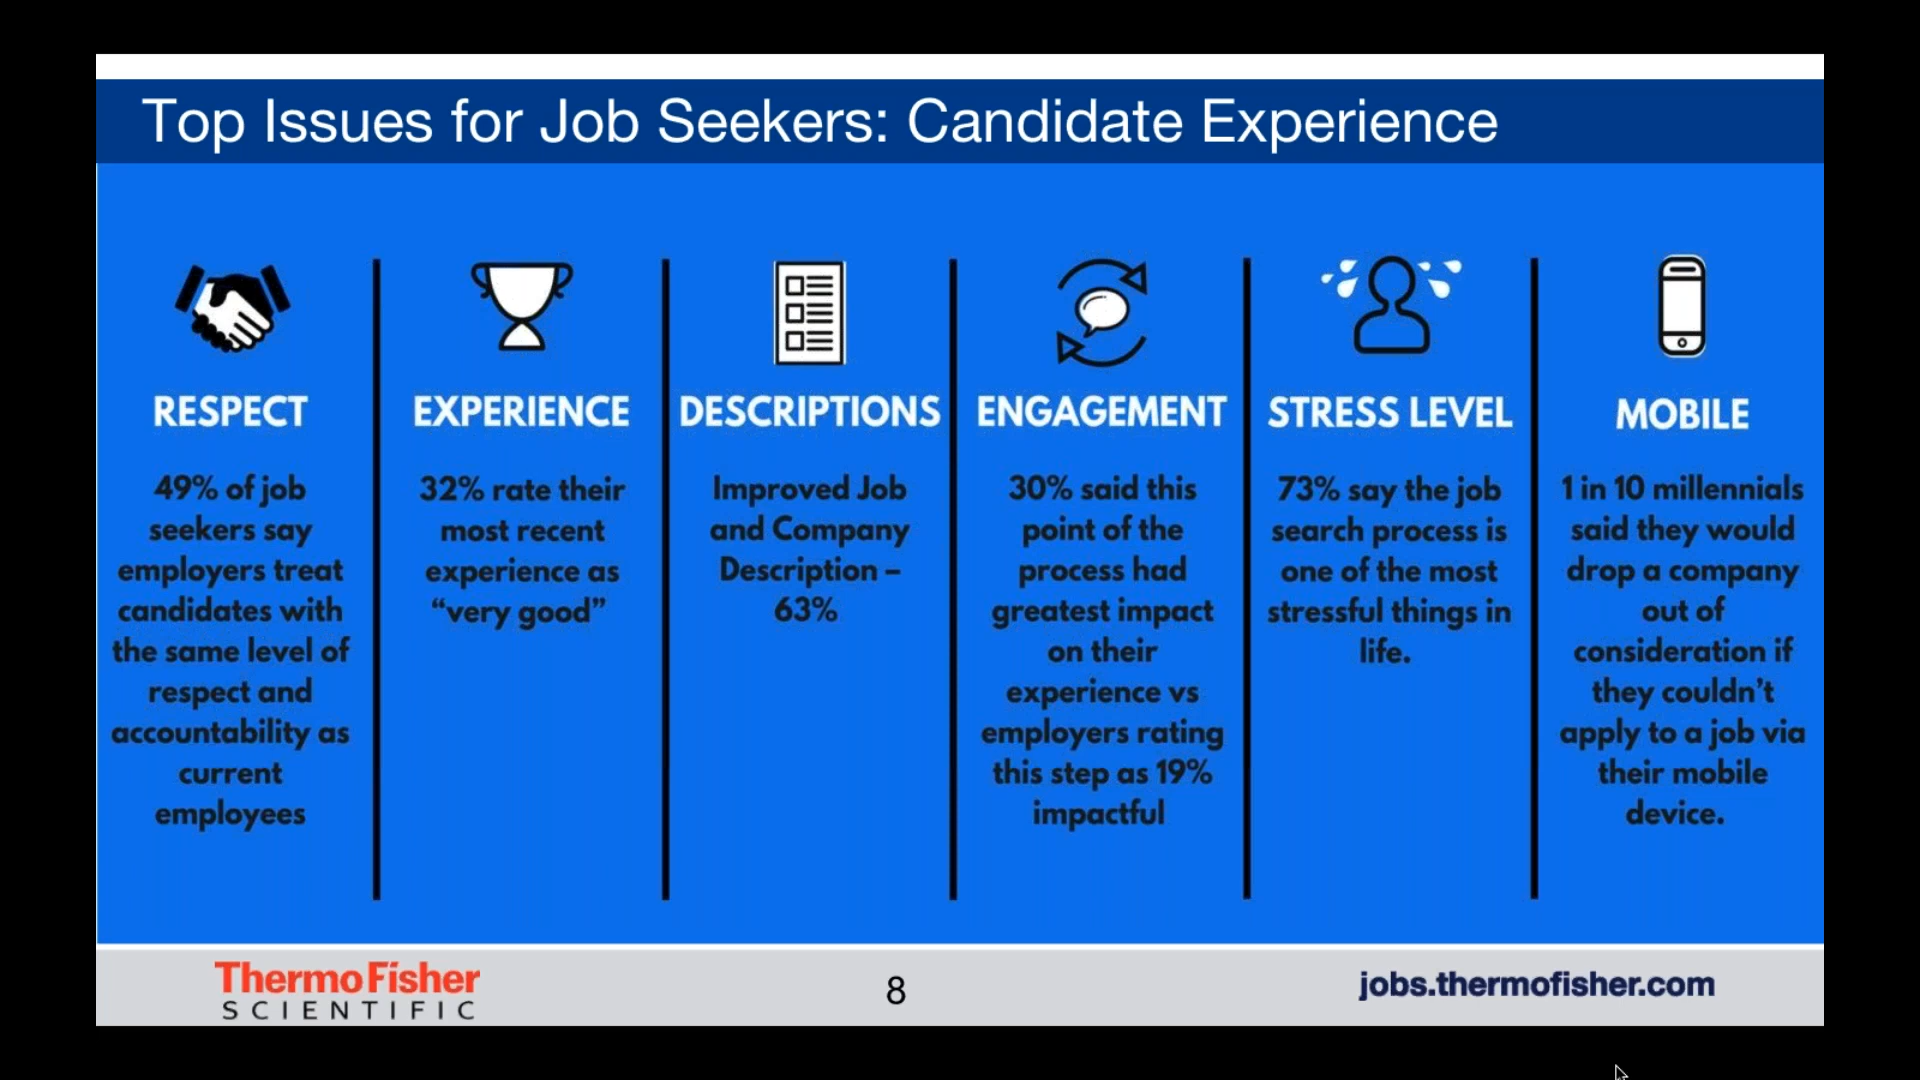 Top Issues for Job Seekers: Candidate Experience
RESPECT
49% of job
seekers say
employers treat
candidates with
the same level of
respect and
accountability as
current
employees
EXPERIENCE
32% rate their
most recent
experience as
“very good”
DESCRIPTIONS
Improved Job
and Company
Description –
63%
ENGAGEMENT
30% said this
point of the
process had
greatest impact
on their
experience vs
employers rating
this step as 19%
impactful
STRESS LEVEL
73% say the job
search process is
one of the most
stressful things in
life.
MOBILE
1 in 10 millennials
said they would
drop a company
out of
consideration if
they couldn’t
apply to a job via
their mobile
device.
ThermoFisher
SCIENTIFIC
8
jobs.thermofisher.com